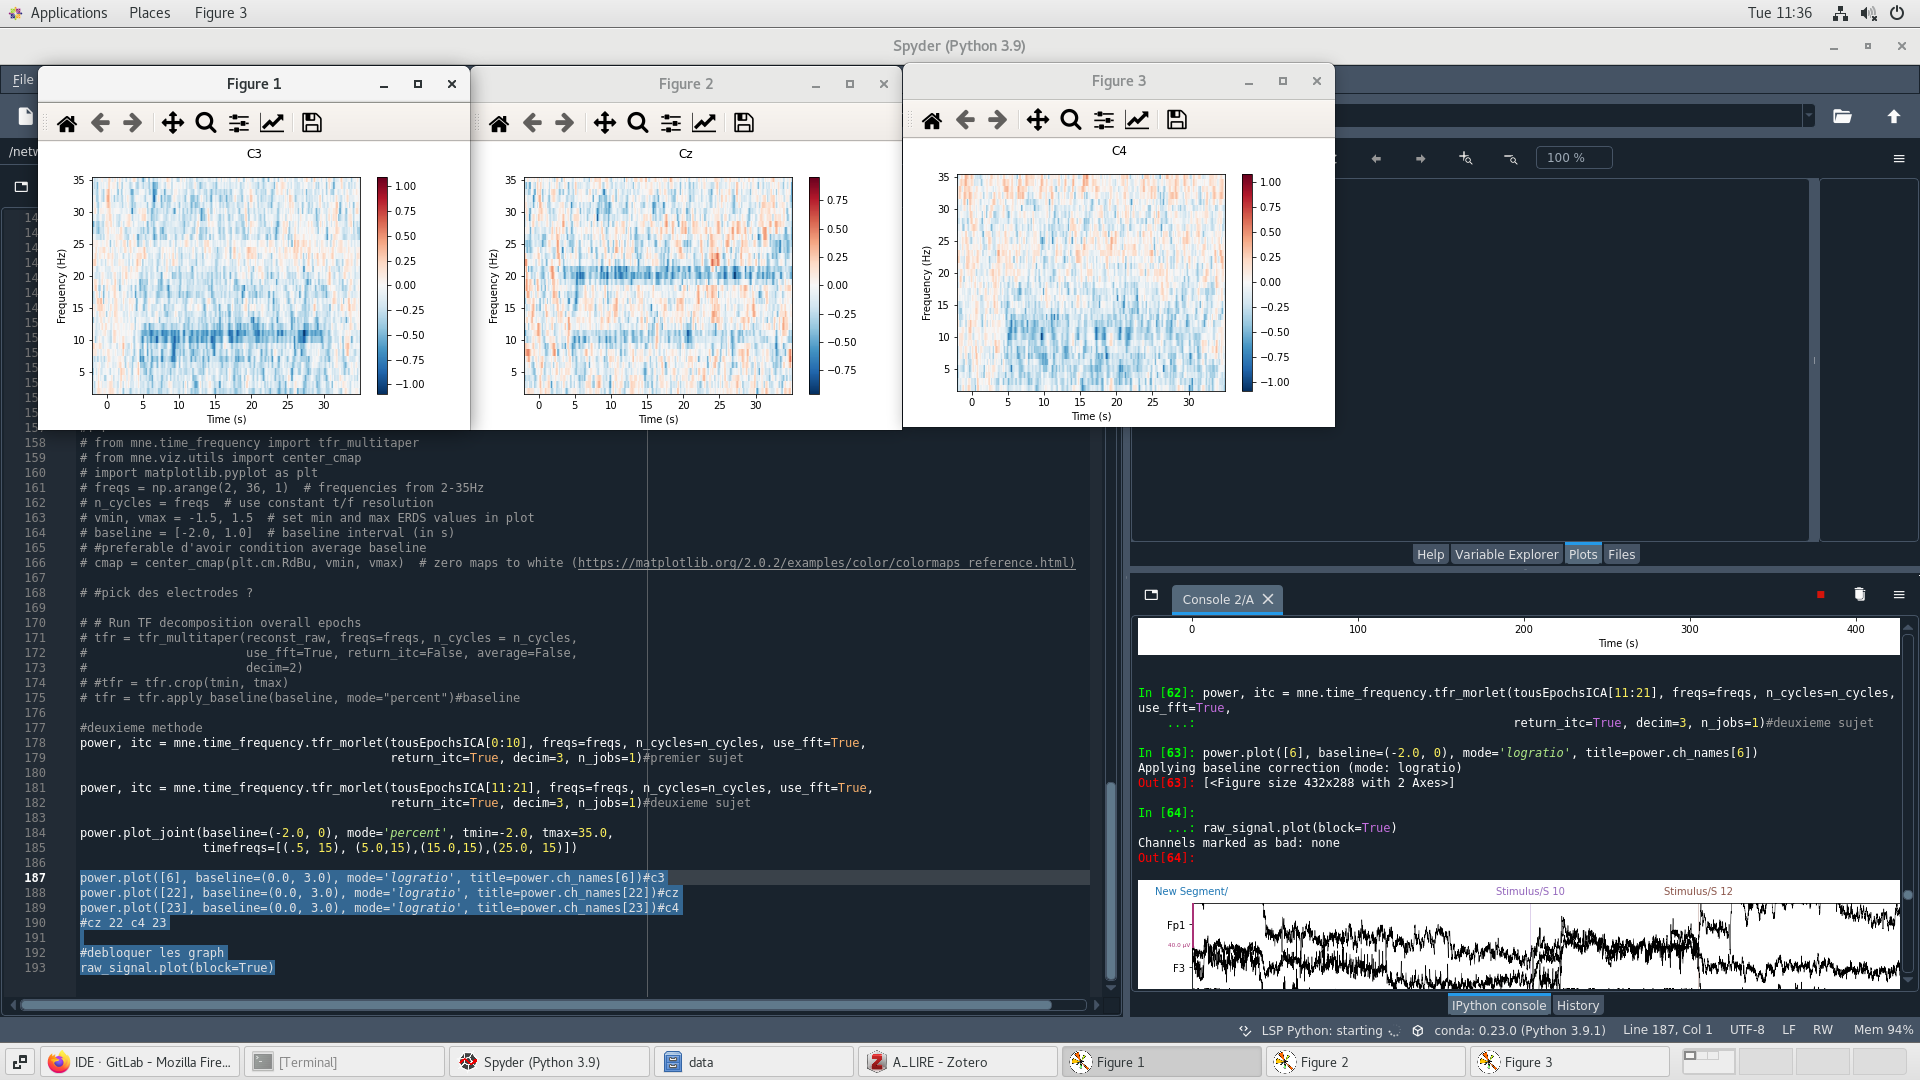 Applications Places Figure 3 Tue 11:36
Spyder (Python 3.9)
File
Figure 1
Figure 2
Figure 3
100 %
C3
35
30
25
20
15
10
5
Frequency (Hz)
0 5 10 15 20 25 30
Time (s)
1.00
0.75
0.50
0.25
0.00
−0.25
−0.50
−0.75
−1.00
Cz
35
30
25
20
15
10
5
Frequency (Hz)
0 5 10 15 20 25 30
Time (s)
0.75
0.50
0.25
0.00
−0.25
−0.50
−0.75
C4
35
30
25
20
15
10
5
Frequency (Hz)
0 5 10 15 20 25 30
Time (s)
1.00
0.75
0.50
0.25
0.00
−0.25
−0.50
−0.75
−1.00
158 # from mne.time_frequency import tfr_multitaper
159 # from mne.viz.utils import center_cmap
160 # import matplotlib.pyplot as plt
161 # freqs = np.arange(2, 36, 1)  # frequencies from 2-35Hz
162 # n_cycles = freqs  # use constant t/f resolution
163 # vmin, vmax = -1.5, 1.5  # set min and max ERDS values in plot
164 # baseline = [-2.0, 1.0]  # baseline interval (in s)
165 # #preferable d'avoir condition average baseline
166 # cmap = center_cmap(plt.cm.RdBu, vmin, vmax)  # zero maps to white (https://matplotlib.org/2.0.2/examples/color/colormaps_reference.html)
167
168 # #pick des electrodes ?
169
170 # # Run TF decomposition overall epochs
171 # tfr = tfr_multitaper(reconst_raw, freqs=freqs, n_cycles = n_cycles,
172 #                      use_fft=True, return_itc=False, average=False,
173 #                      decim=2)
174 # #tfr = tfr.crop(tmin, tmax)
175 # tfr = tfr.apply_baseline(baseline, mode="percent")#baseline
176
177 #deuxieme methode
178 power, itc = mne.time_frequency.tfr_morlet(tousEpochsICA[0:10], freqs=freqs, n_cycles=n_cycles, use_fft=True,
179                                            return_itc=True, decim=3, n_jobs=1)#premier sujet
180
181 power, itc = mne.time_frequency.tfr_morlet(tousEpochsICA[11:21], freqs=freqs, n_cycles=n_cycles, use_fft=True,
182                                            return_itc=True, decim=3, n_jobs=1)#deuxieme sujet
183
184 power.plot_joint(baseline=(-2.0, 0), mode='percent', tmin=-2.0, tmax=35.0,
185                  timefreqs=[(.5, 15), (5.0,15),(15.0,15),(25.0, 15)])
186
187 power.plot([6], baseline=(0.0, 3.0), mode='logratio', title=power.ch_names[6])#c3
188 power.plot([22], baseline=(0.0, 3.0), mode='logratio', title=power.ch_names[22])#cz
189 power.plot([23], baseline=(0.0, 3.0), mode='logratio', title=power.ch_names[23])#c4
190 #cz 22 c4 23
191
192 #debloquer les graph
193 raw_signal.plot(block=True)
Help Variable Explorer Plots Files
Console 2/A
0 100 200 300 400
Time (s)
In [62]: power, itc = mne.time_frequency.tfr_morlet(tousEpochsICA[11:21], freqs=freqs, n_cycles=n_cycles,
use_fft=True,
...:                                            return_itc=True, decim=3, n_jobs=1)#deuxieme sujet
In [63]: power.plot([6], baseline=(-2.0, 0), mode='logratio', title=power.ch_names[6])
Applying baseline correction (mode: logratio)
Out[63]: [<Figure size 432x288 with 2 Axes>]
In [64]:
...: raw_signal.plot(block=True)
Channels marked as bad: none
Out[64]:
New Segment/ Stimulus/S 10 Stimulus/S 12
Fp1
40.0 µV
F3
IPython console History
LSP Python: starting conda: 0.23.0 (Python 3.9.1) Line 187, Col 1 UTF-8 LF RW Mem 94%
IDE · GitLab - Mozilla Fire... [Terminal] Spyder (Python 3.9) data A_LIRE - Zotero Figure 1 Figure 2 Figure 3